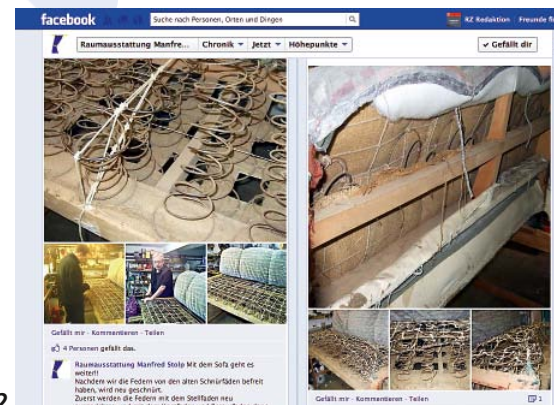 facebook
Suche nach Personen, Orten und Dingen
RZ Redaktion Freunde
Raumausstattung Manfre...
Chronik
Jetzt
Höhepunkte
✓ Gefällt dir
Gefällt mir · Kommentieren · Teilen
4 Personen gefällt das.
Raumausstattung Manfred Stolp Mit dem Sofa geht es
weiter!!
Nachdem wir die Federn von den alten Schnürfäden befreit
haben, wird neu geschnürt.
Zuerst werden die Federn mit dem Stellfaden neu
Gefällt mir · Kommentieren · Teilen
1
2